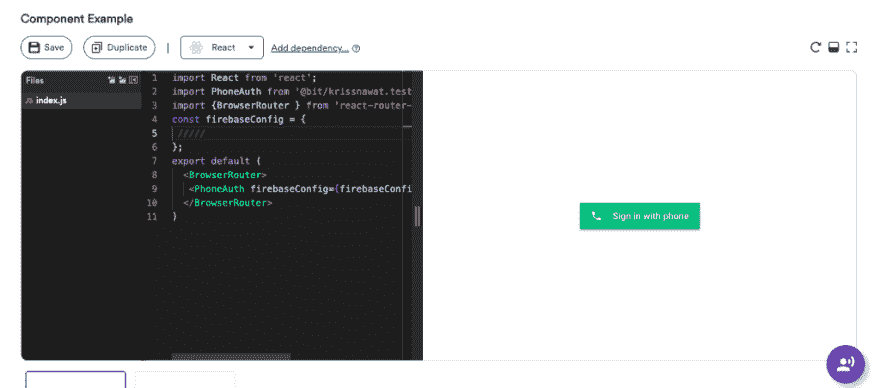 Component Example
Save
Duplicate
|
React
Add dependency...
Files
index.js
1 import React from 'react';
2 import PhoneAuth from '@bit/krissnawat.test
3 import {BrowserRouter } from 'react-router-
4 const firebaseConfig = {
5 /////
6 };
7 export default (
8 <BrowserRouter>
9 <PhoneAuth firebaseConfig={firebaseConfi
10 </BrowserRouter>
11 )
Sign in with phone